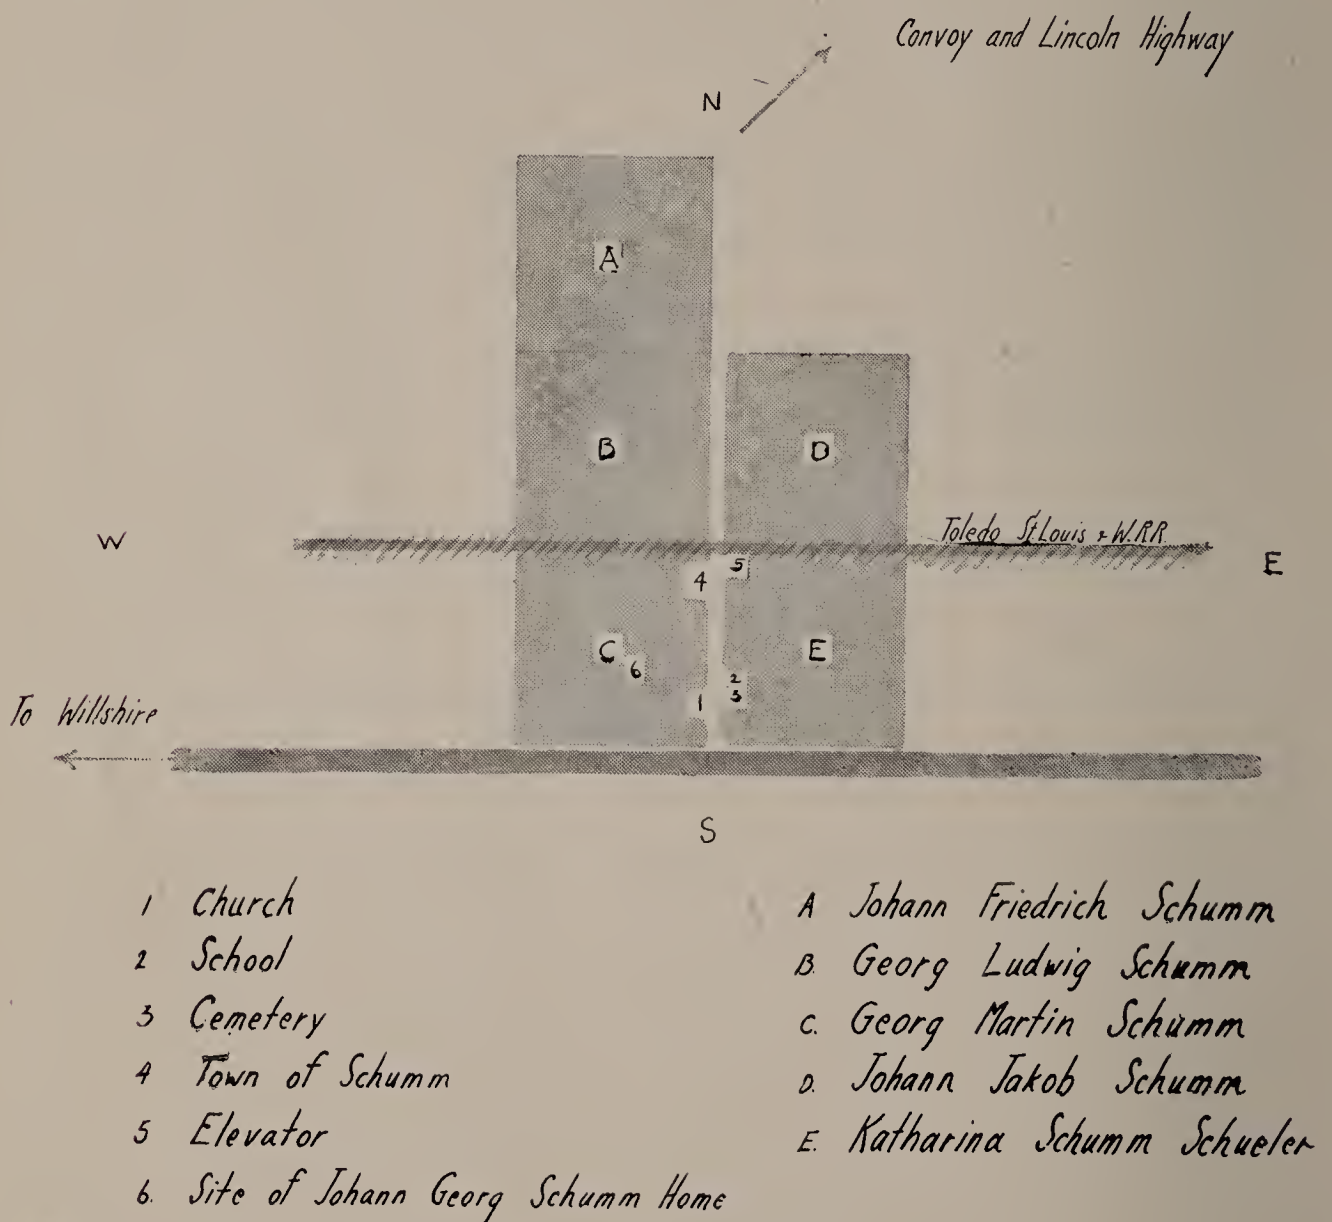 Convoy and Lincoln Highway
N
A
B
D
W
Toledo St. Louis & W.R.R.
E
5
4
C
6
E
2
3
1
To Willshire
S
1 Church
2 School
3 Cemetery
4 Town of Schumm
5 Elevator
6. Site of Johann Georg Schumm Home
A Johann Friedrich Schumm
B. Georg Ludwig Schumm
C. Georg Martin Schumm
D. Johann Jakob Schumm
E. Katharina Schumm Schueler